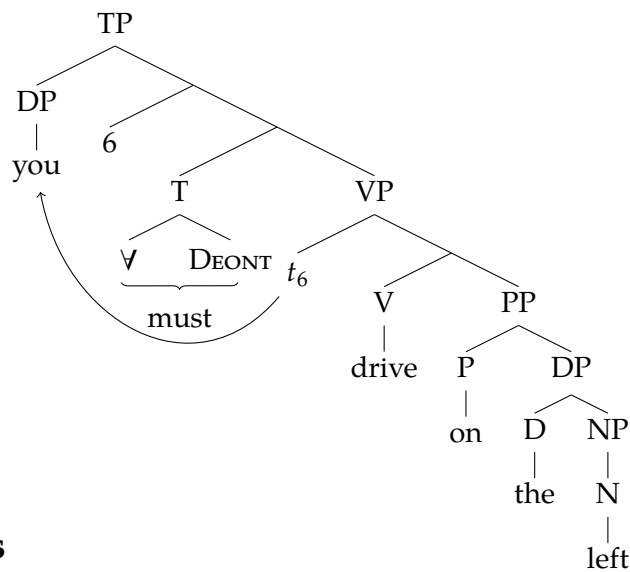 TP
DP
you
6
T
VP
∀ DEONT
must
t₆
V
PP
drive
P
DP
on
D
NP
the
N
left
s